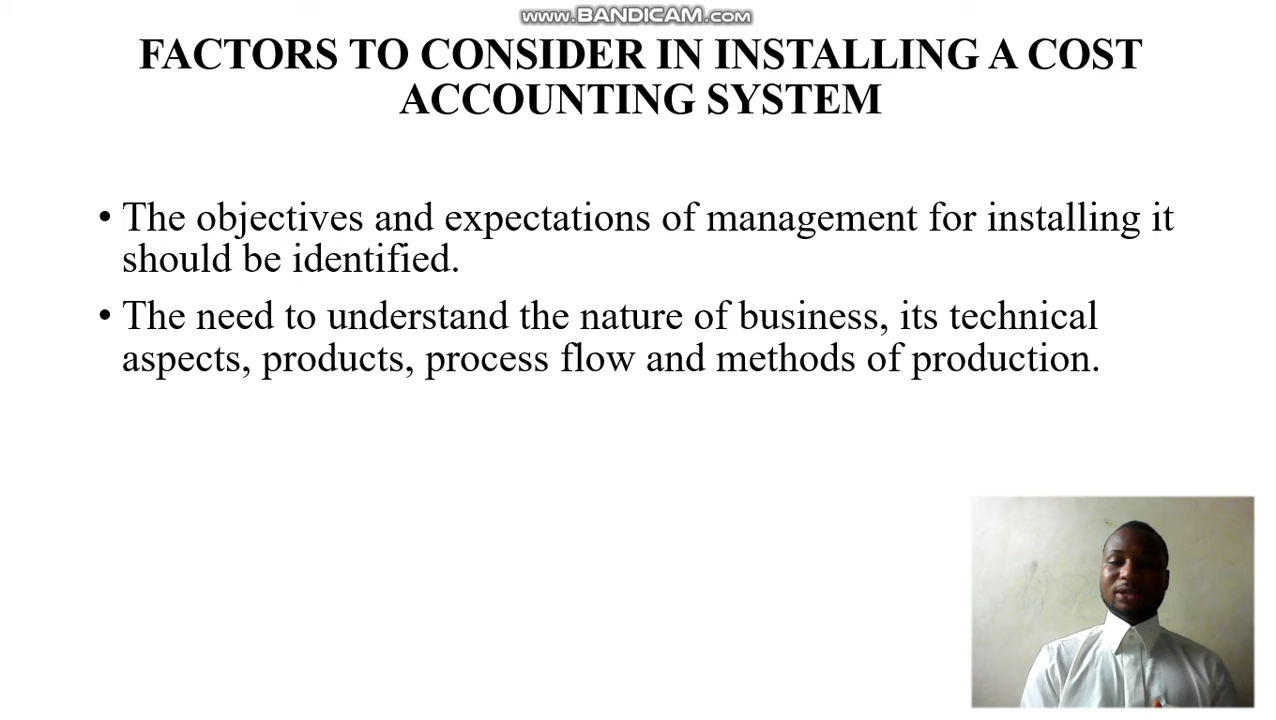 www.BANDICAM.com
FACTORS TO CONSIDER IN INSTALLING A COST
ACCOUNTING SYSTEM
• The objectives and expectations of management for installing it
should be identified.
• The need to understand the nature of business, its technical
aspects, products, process flow and methods of production.